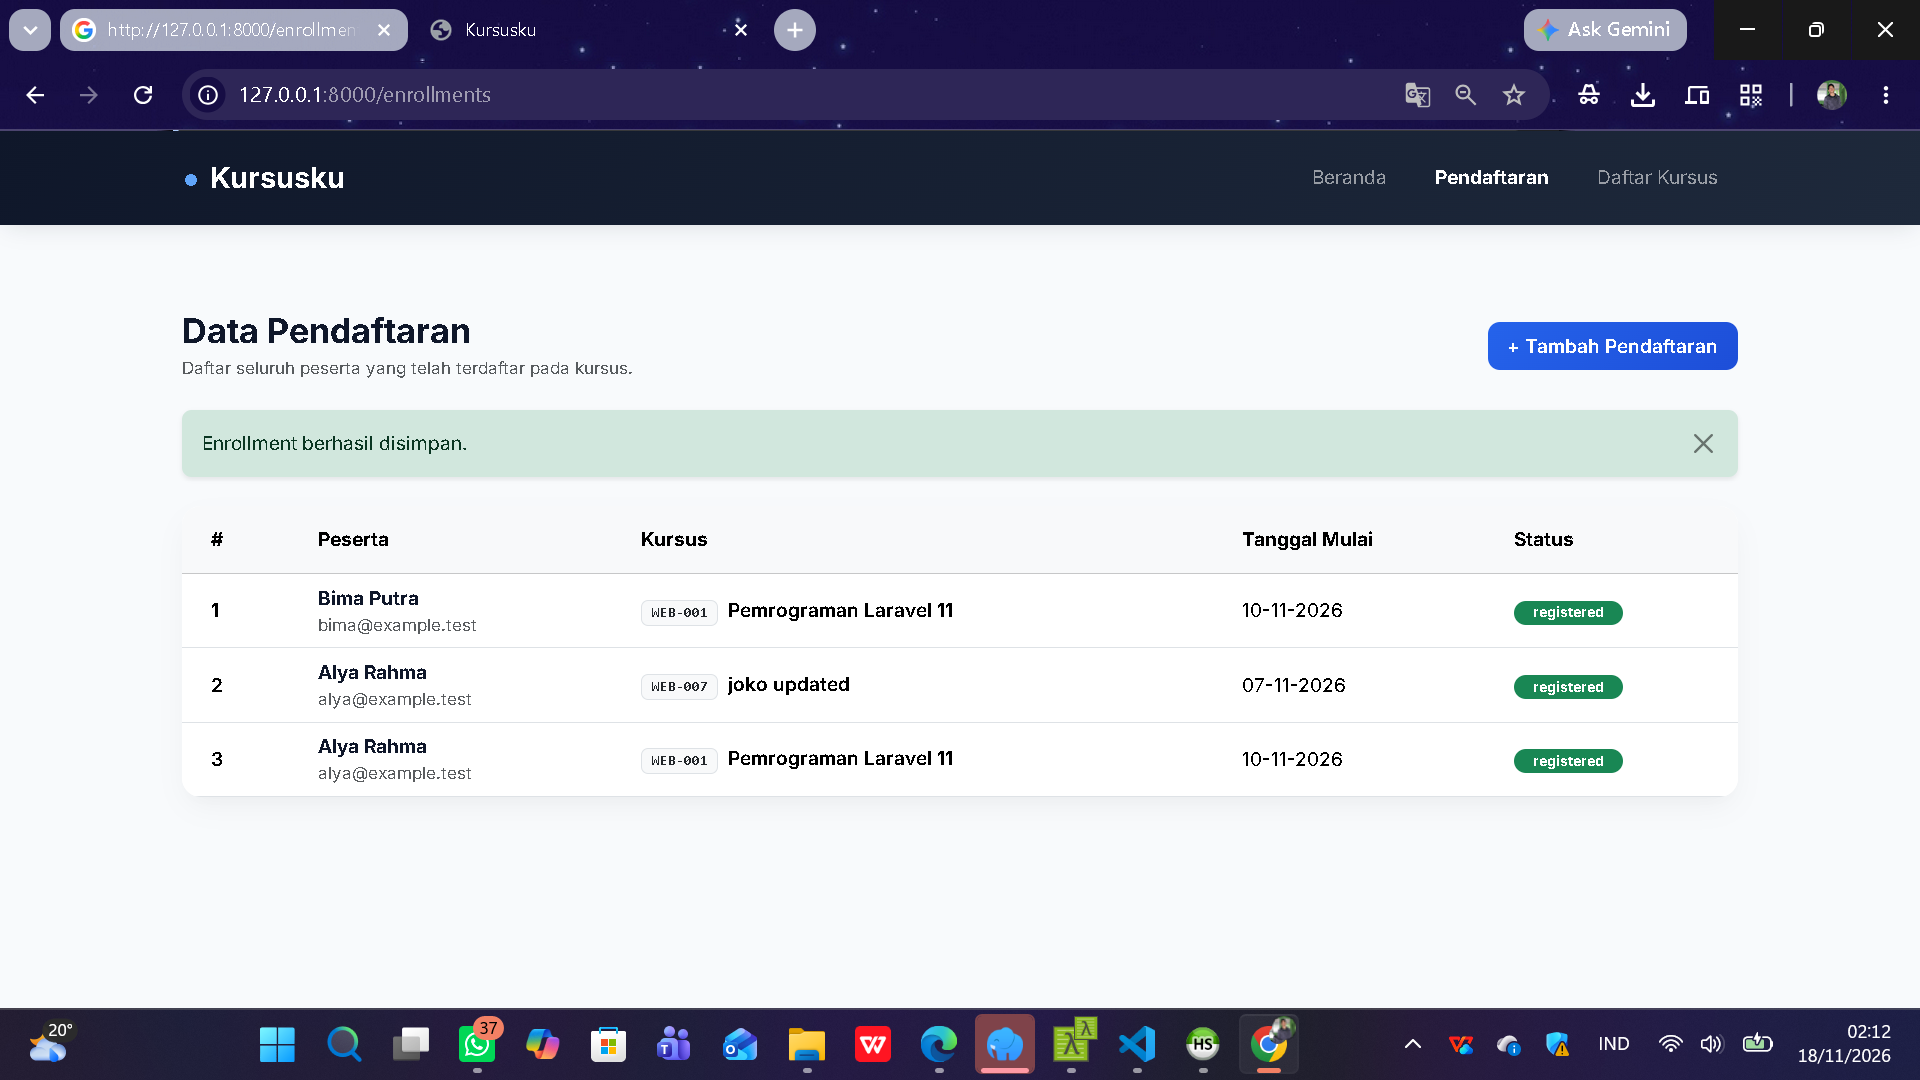 http://127.0.0.1:8000/enrollmen
Kursusku
Ask Gemini
127.0.0.1:8000/enrollments
Kursusku
Beranda
Pendaftaran
Daftar Kursus
Data Pendaftaran
Daftar seluruh peserta yang telah terdaftar pada kursus.
+ Tambah Pendaftaran
Enrollment berhasil disimpan.
# Peserta Kursus Tanggal Mulai Status
1 Bima Putra bima@example.test WEB-001 Pemrograman Laravel 11 10-11-2026 registered
2 Alya Rahma alya@example.test WEB-007 joko updated 07-11-2026 registered
3 Alya Rahma alya@example.test WEB-001 Pemrograman Laravel 11 10-11-2026 registered
20°
37
HS
IND
02:12
18/11/2026